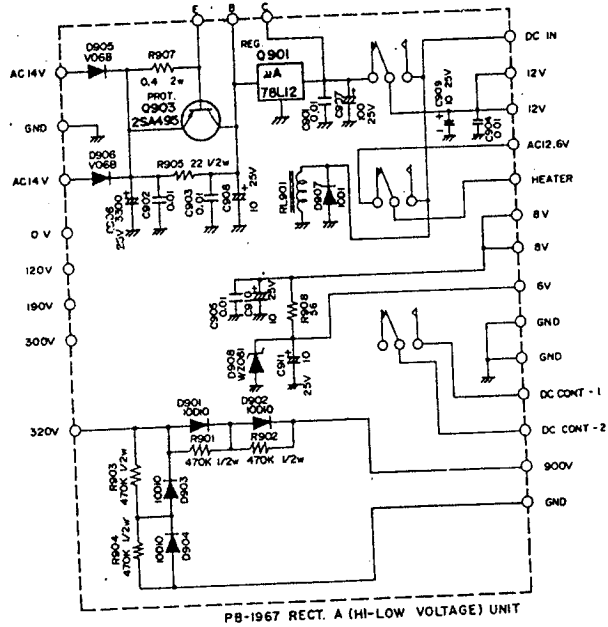 E
B
C
D905
V06B
R907
0.4 2w
AC14V
PROT.
Q903
2SA495
GND
D906
V06B
R905 22 1/2w
AC14V
C906
25V 3300
C902
0.01
C903
0.01
C908
10
25V
REG.
Q901
μA
78L12
C901
0.01
100
25V
DC IN
12V
12V
C909
10 25V
1
C904
0.01
AC12.6V
HEATER
RL901
D907
10D1
8V
8V
6V
0V
120V
190V
300V
C905
0.01
C910
10
25V
R908
56
D908
WZ061
C911
10
25V
GND
GND
DC CONT - 1
DC CONT - 2
900V
GND
320V
D901
10D10
D902
10D10
R901
470K 1/2w
R902
470K 1/2w
R903
470K 1/2w
10D10
D903
R904
470K 1/2w
10D10
D904
PB-1967 RECT. A (HI-LOW VOLTAGE) UNIT